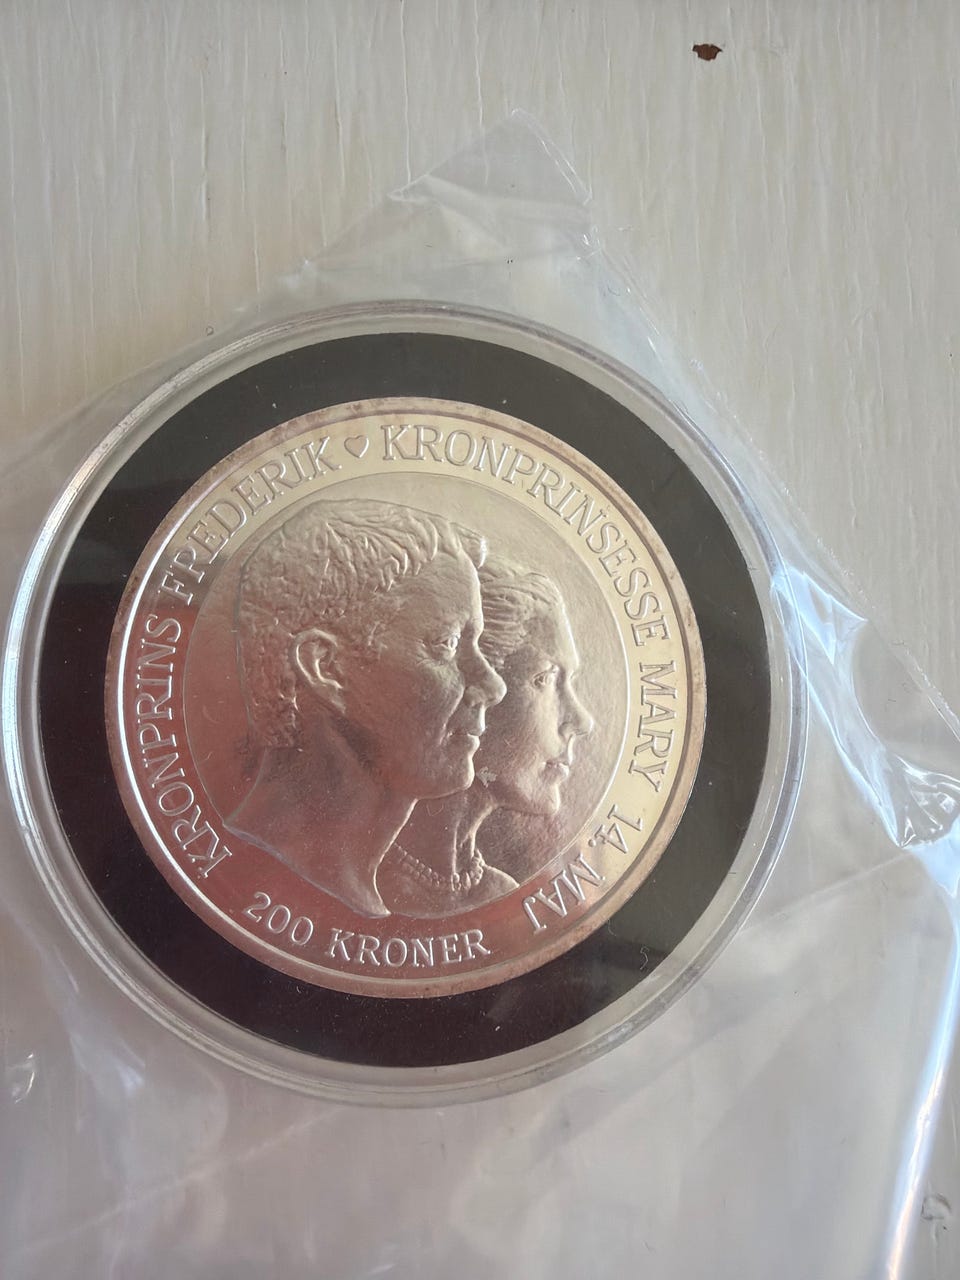 KRONPRINS FREDERIK ♥ KRONPRINSESSE MARY 14. MAJ
200 KRONER